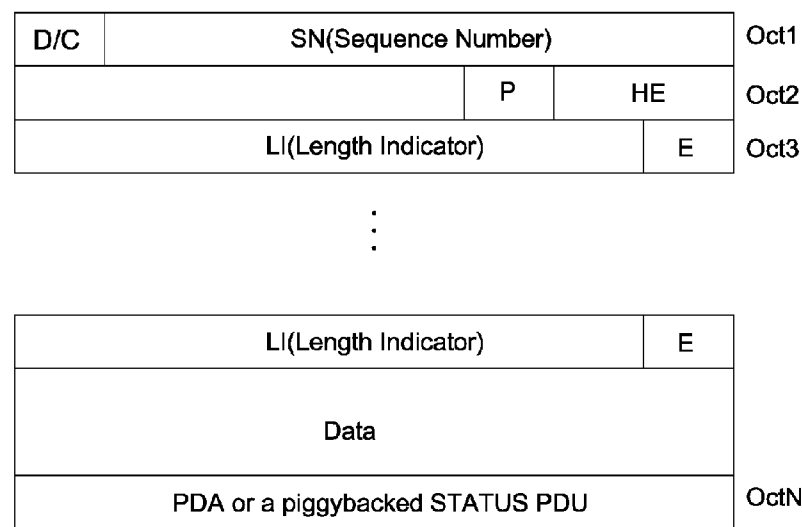 D/C SN(Sequence Number) Oct1
P HE Oct2
LI(Length Indicator) E Oct3
LI(Length Indicator) E
Data
PDA or a piggybacked STATUS PDU OctN